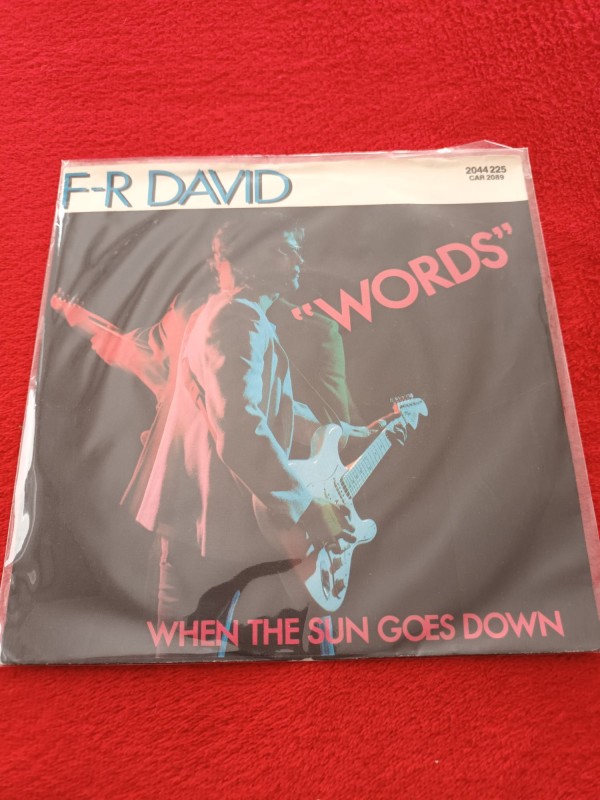 F-R DAVID
2044 225
CAR 2089
"WORDS"
WHEN THE SUN GOES DOWN